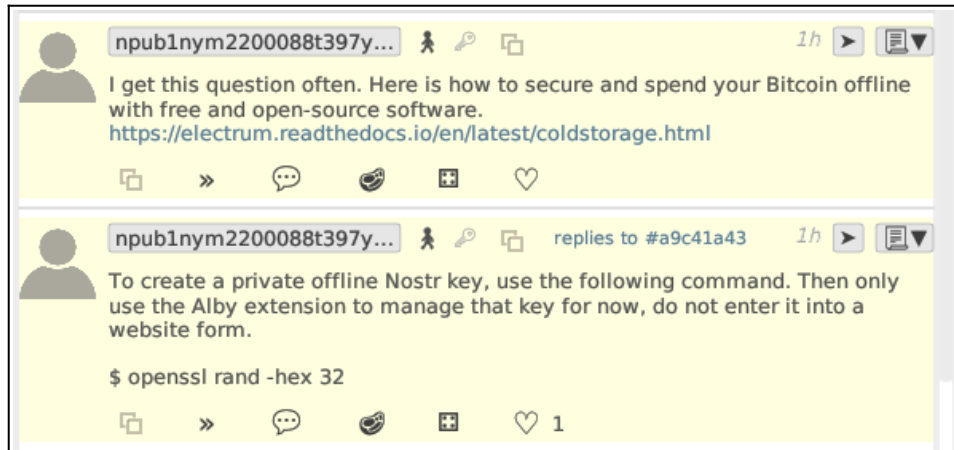 npub1nym2200088t397y... 1h
I get this question often. Here is how to secure and spend your Bitcoin offline
with free and open-source software.
https://electrum.readthedocs.io/en/latest/coldstorage.html
npub1nym2200088t397y... replies to #a9c41a43 1h
To create a private offline Nostr key, use the following command. Then only
use the Alby extension to manage that key for now, do not enter it into a
website form.
$ openssl rand -hex 32
1